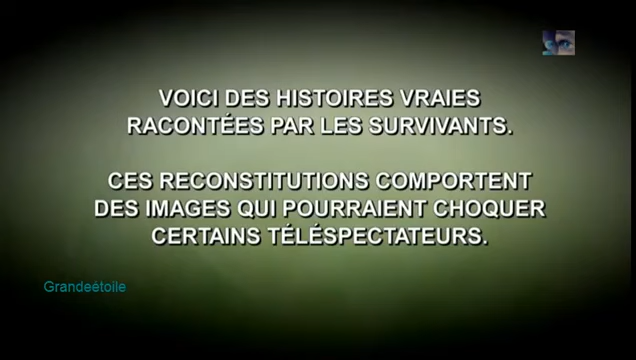 VOICI DES HISTOIRES VRAIES
RACONTÉES PAR LES SURVIVANTS.
CES RECONSTITUTIONS COMPORTENT
DES IMAGES QUI POURRAIENT CHOQUER
CERTAINS TÉLÉSPECTATEURS.
Grandeétoile